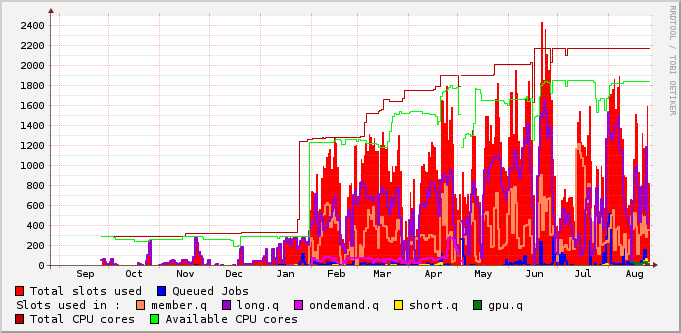 RRDTOOL / TOBI OETIKER
2400
2200
2000
1800
1600
1400
1200
1000
800
600
400
200
0
Sep Oct Nov Dec Jan Feb Mar Apr May Jun Jul Aug
Total slots used Queued Jobs
Slots used in : member.q long.q ondemand.q short.q gpu.q
Total CPU cores Available CPU cores